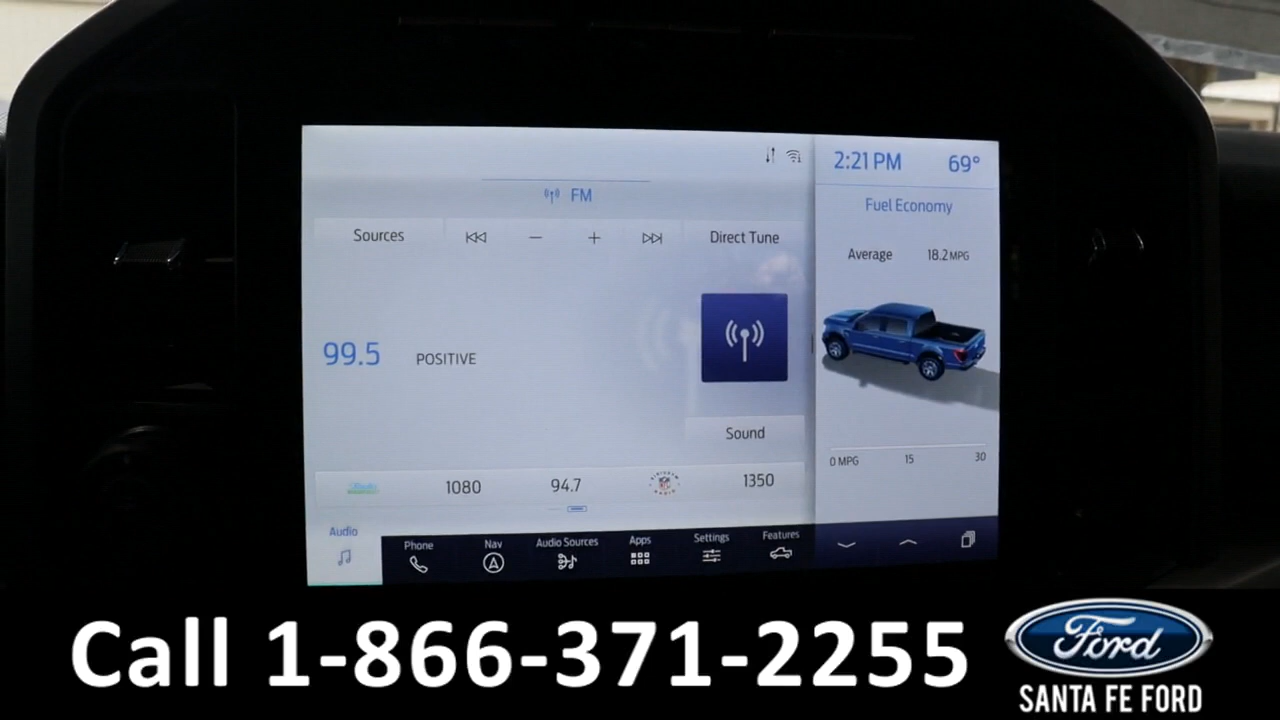 2:21 PM 69°
FM
Fuel Economy
Sources
Direct Tune
Average 18.2 MPG
99.5 POSITIVE
Sound
0 MPG 15 30
1080 94.7 1350
Audio
Phone Nav Audio Sources Apps Settings Features
Call 1-866-371-2255
Ford
SANTA FE FORD